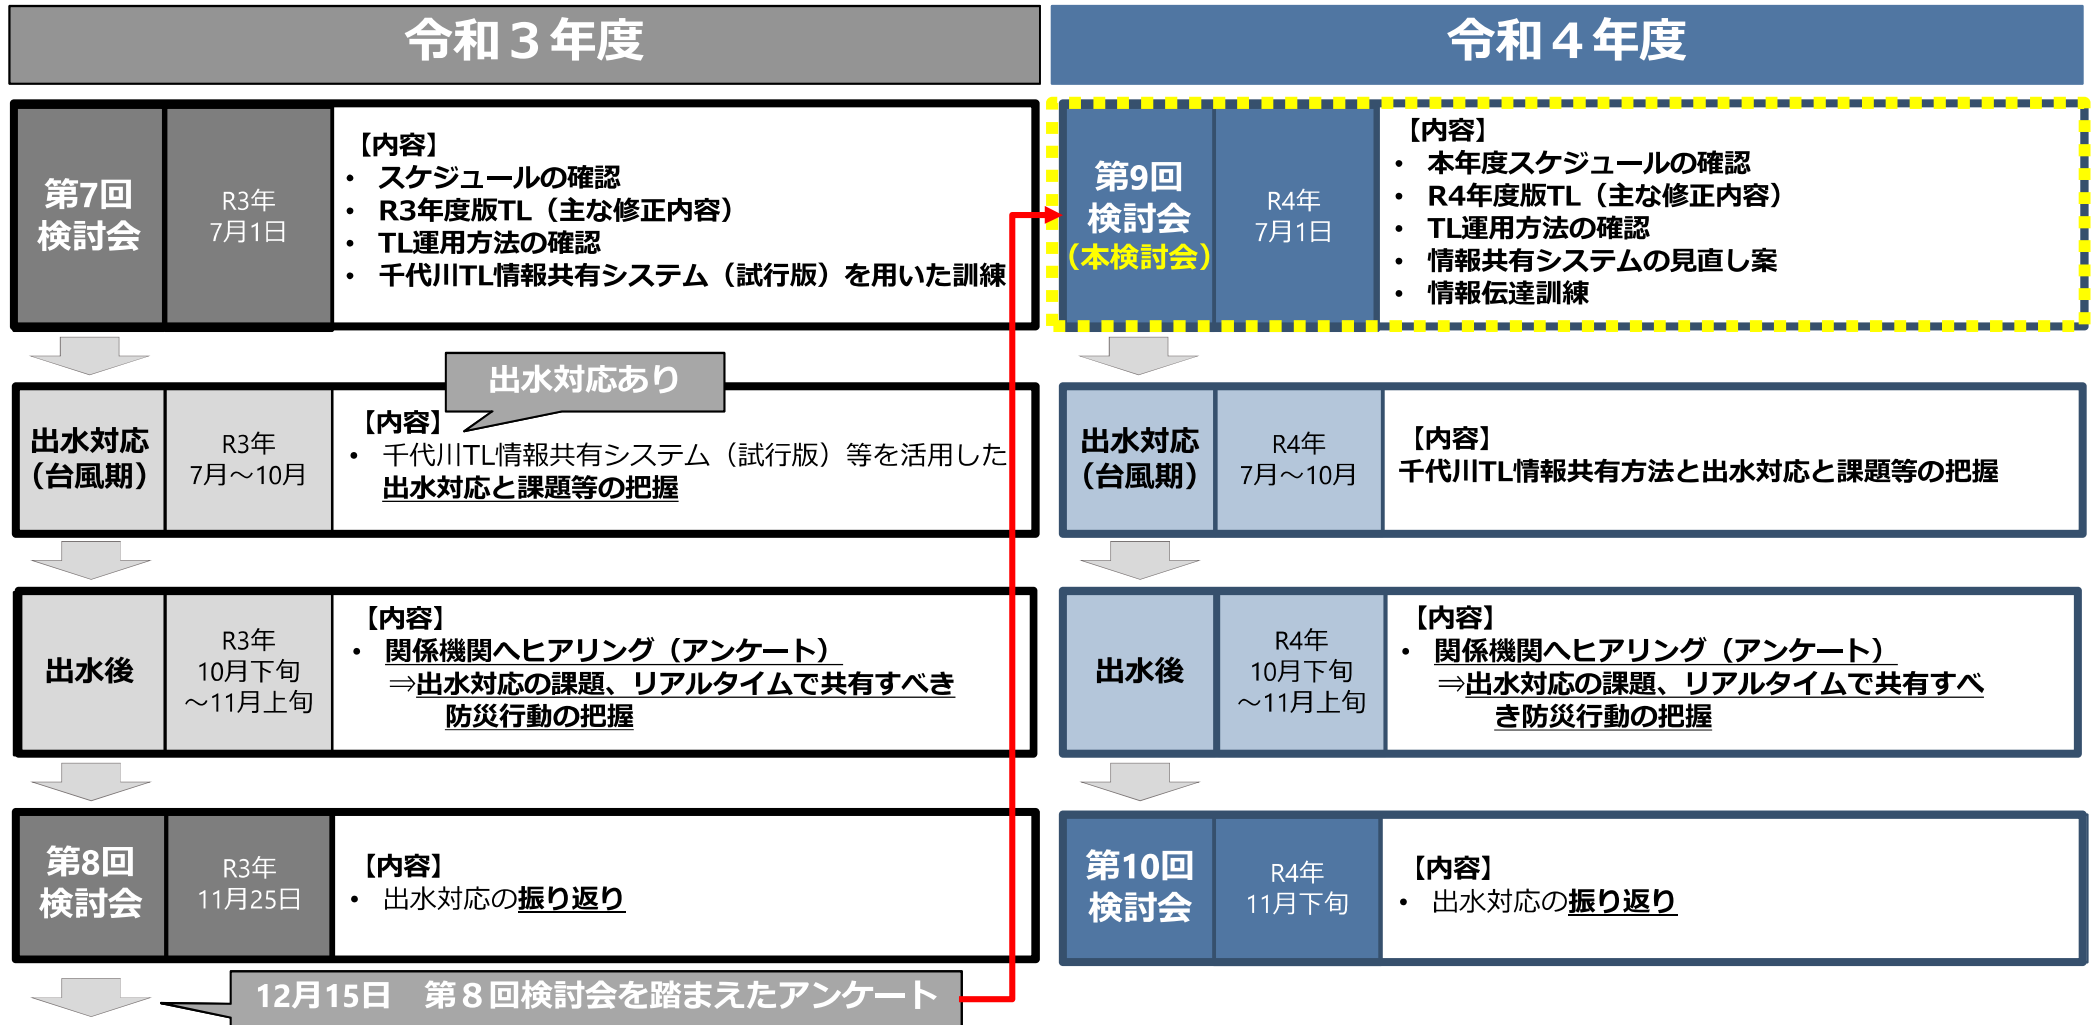 令和３年度
第7回
検討会
R3年
7月1日
【内容】
• スケジュールの確認
• R3年度版TL（主な修正内容）
• TL運用方法の確認
• 千代川TL情報共有システム（試行版）を用いた訓練
出水対応あり
出水対応
（台風期）
R3年
7月～10月
【内容】
• 千代川TL情報共有システム（試行版）等を活用した
出水対応と課題等の把握
出水後
R3年
10月下旬
～11月上旬
【内容】
• 関係機関へヒアリング（アンケート）
⇒出水対応の課題、リアルタイムで共有すべき
防災行動の把握
第8回
検討会
R3年
11月25日
【内容】
• 出水対応の振り返り
12月15日　第８回検討会を踏まえたアンケート
令和４年度
第9回
検討会
（本検討会）
R4年
7月1日
【内容】
• 本年度スケジュールの確認
• R4年度版TL（主な修正内容）
• TL運用方法の確認
• 情報共有システムの見直し案
• 情報伝達訓練
出水対応
（台風期）
R4年
7月～10月
【内容】
千代川TL情報共有方法と出水対応と課題等の把握
出水後
R4年
10月下旬
～11月上旬
【内容】
• 関係機関へヒアリング（アンケート）
⇒出水対応の課題、リアルタイムで共有すべ
き防災行動の把握
第10回
検討会
R4年
11月下旬
【内容】
• 出水対応の振り返り